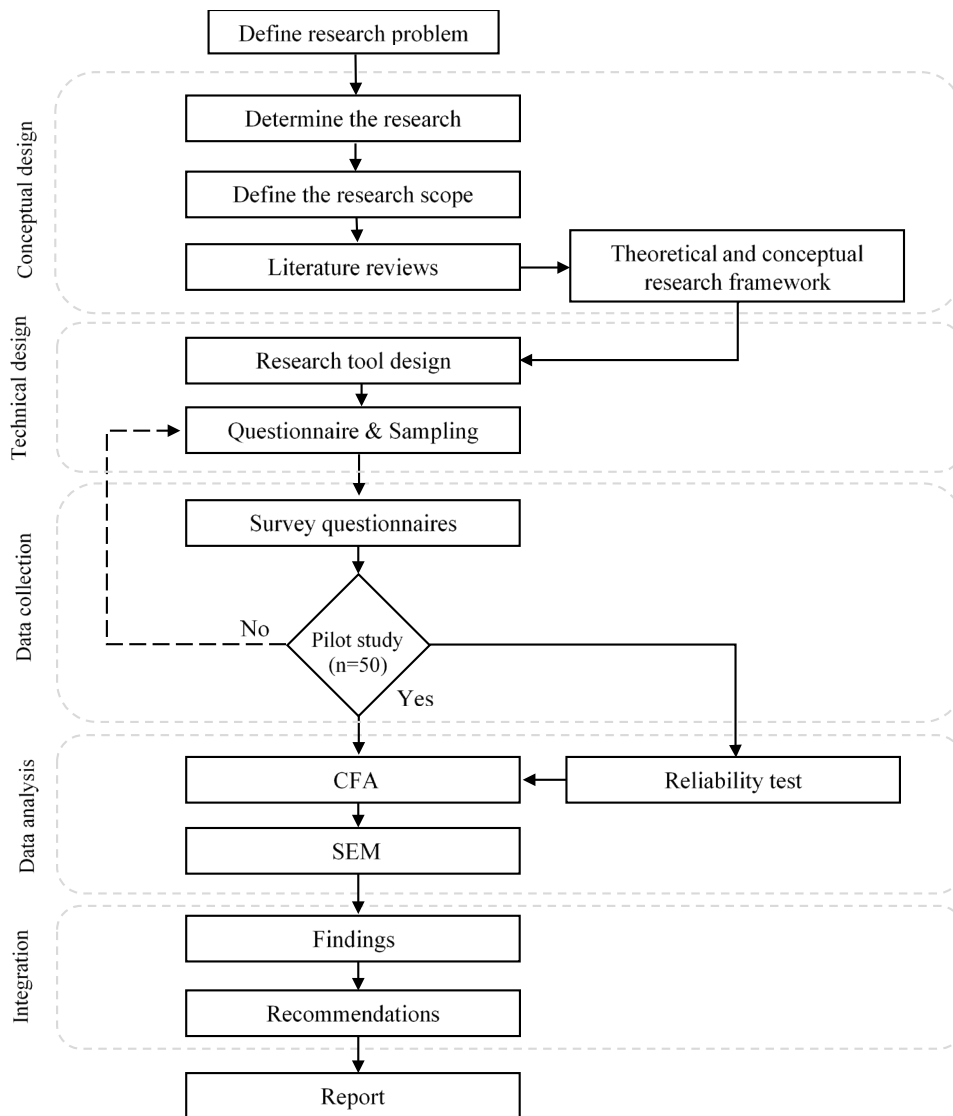 Define research problem
Conceptual design
Determine the research
Define the research scope
Literature reviews
Theoretical and conceptual
research framework
Technical design
Research tool design
Questionnaire & Sampling
Data collection
Survey questionnaires
No
Pilot study
(n=50)
Yes
Data analysis
CFA
Reliability test
SEM
Integration
Findings
Recommendations
Report